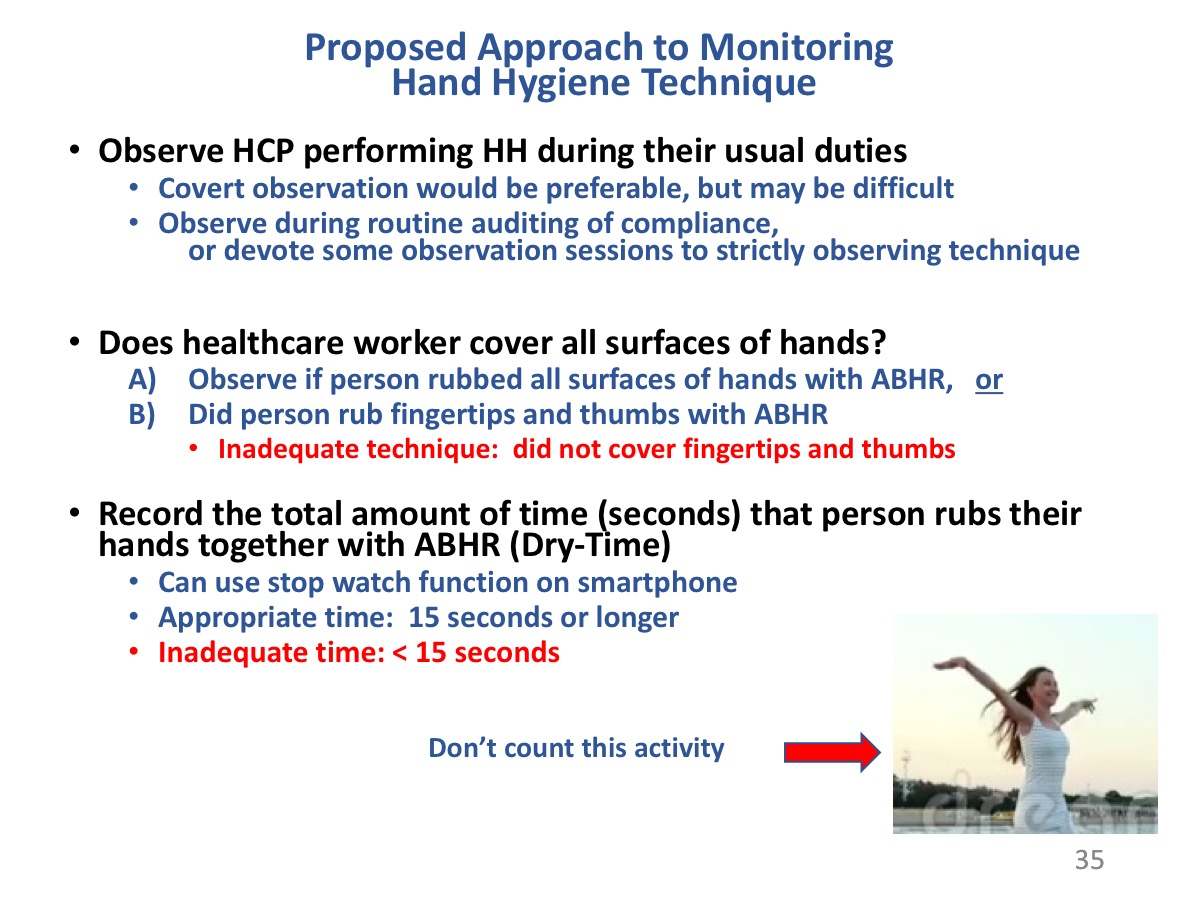 Proposed Approach to Monitoring
Hand Hygiene Technique
• Observe HCP performing HH during their usual duties
• Covert observation would be preferable, but may be difficult
• Observe during routine auditing of compliance,
or devote some observation sessions to strictly observing technique
• Does healthcare worker cover all surfaces of hands?
A) Observe if person rubbed all surfaces of hands with ABHR, or
B) Did person rub fingertips and thumbs with ABHR
• Inadequate technique: did not cover fingertips and thumbs
• Record the total amount of time (seconds) that person rubs their
hands together with ABHR (Dry-Time)
• Can use stop watch function on smartphone
• Appropriate time: 15 seconds or longer
• Inadequate time: < 15 seconds
Don’t count this activity
35